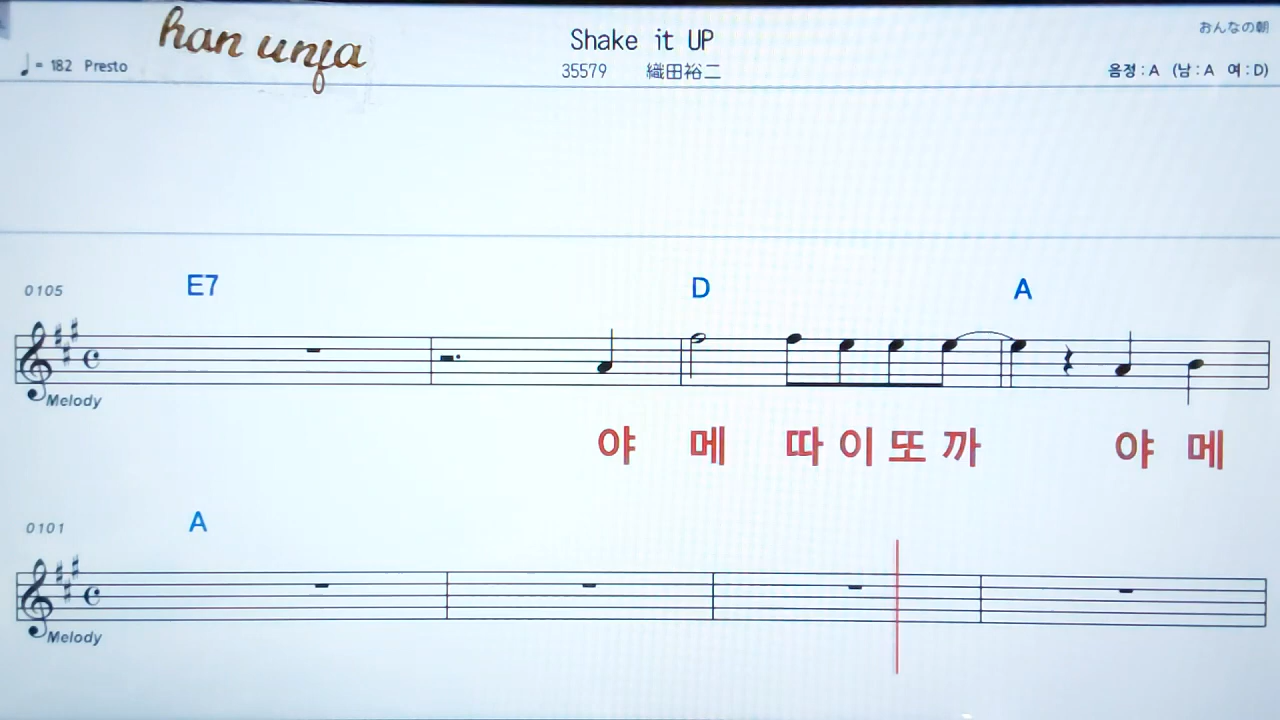 han unfa
Shake it UP
おんなの朝
♩= 182 Presto
35579 織田裕二
음정 : A (남 : A 여 : D)
0105 E7 D A
Melody
야 메 따 이 또 까 야 메
0101 A
Melody